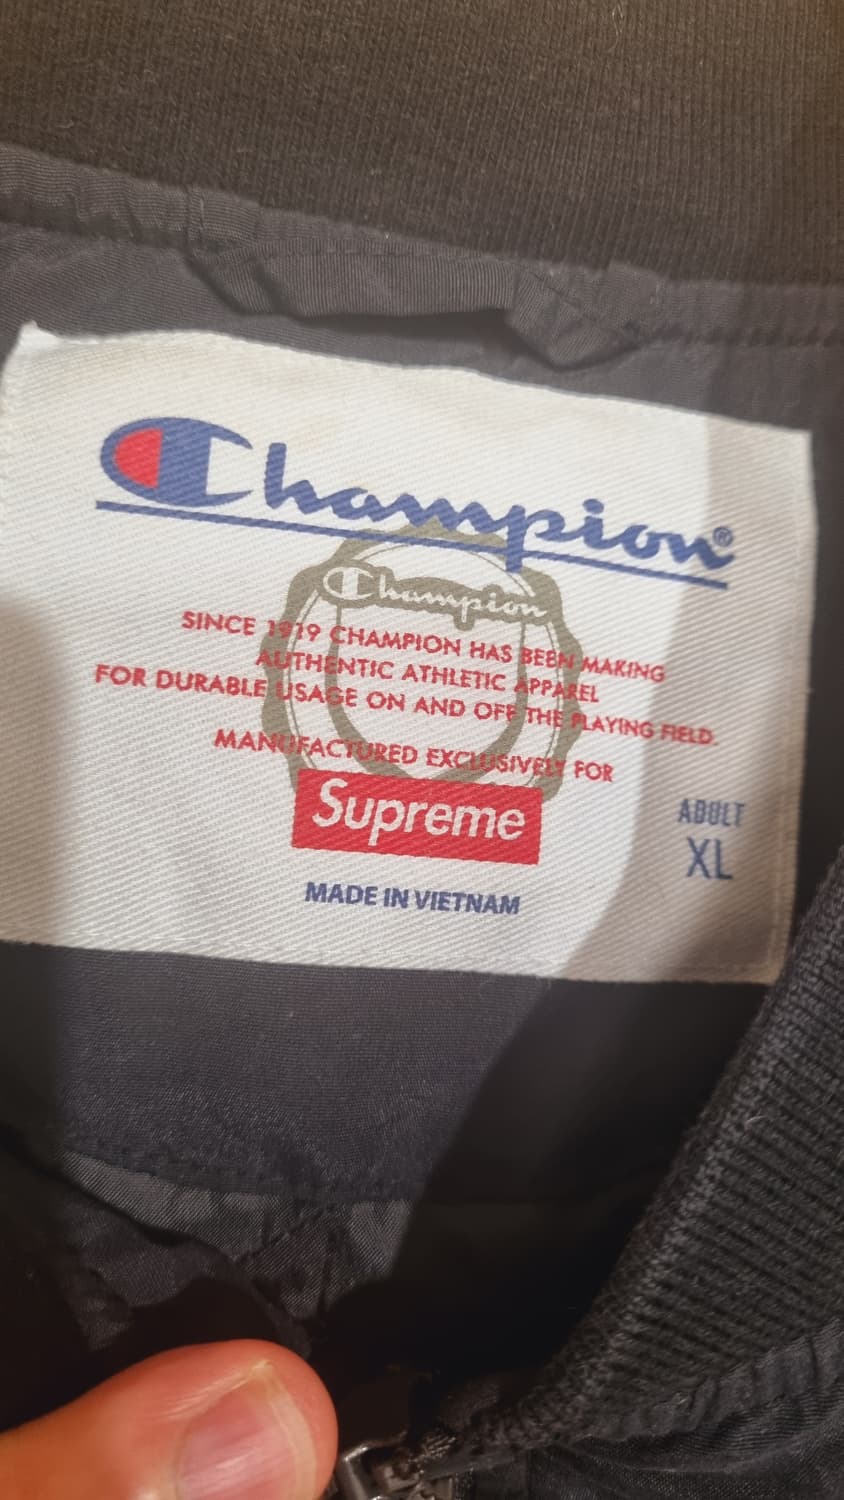 Champion®
Champion
SINCE 1919 CHAMPION HAS BEEN MAKING
AUTHENTIC ATHLETIC APPAREL
FOR DURABLE USAGE ON AND OFF THE PLAYING FIELD.
MANUFACTURED EXCLUSIVELY FOR
Supreme
ADULT
XL
MADE IN VIETNAM